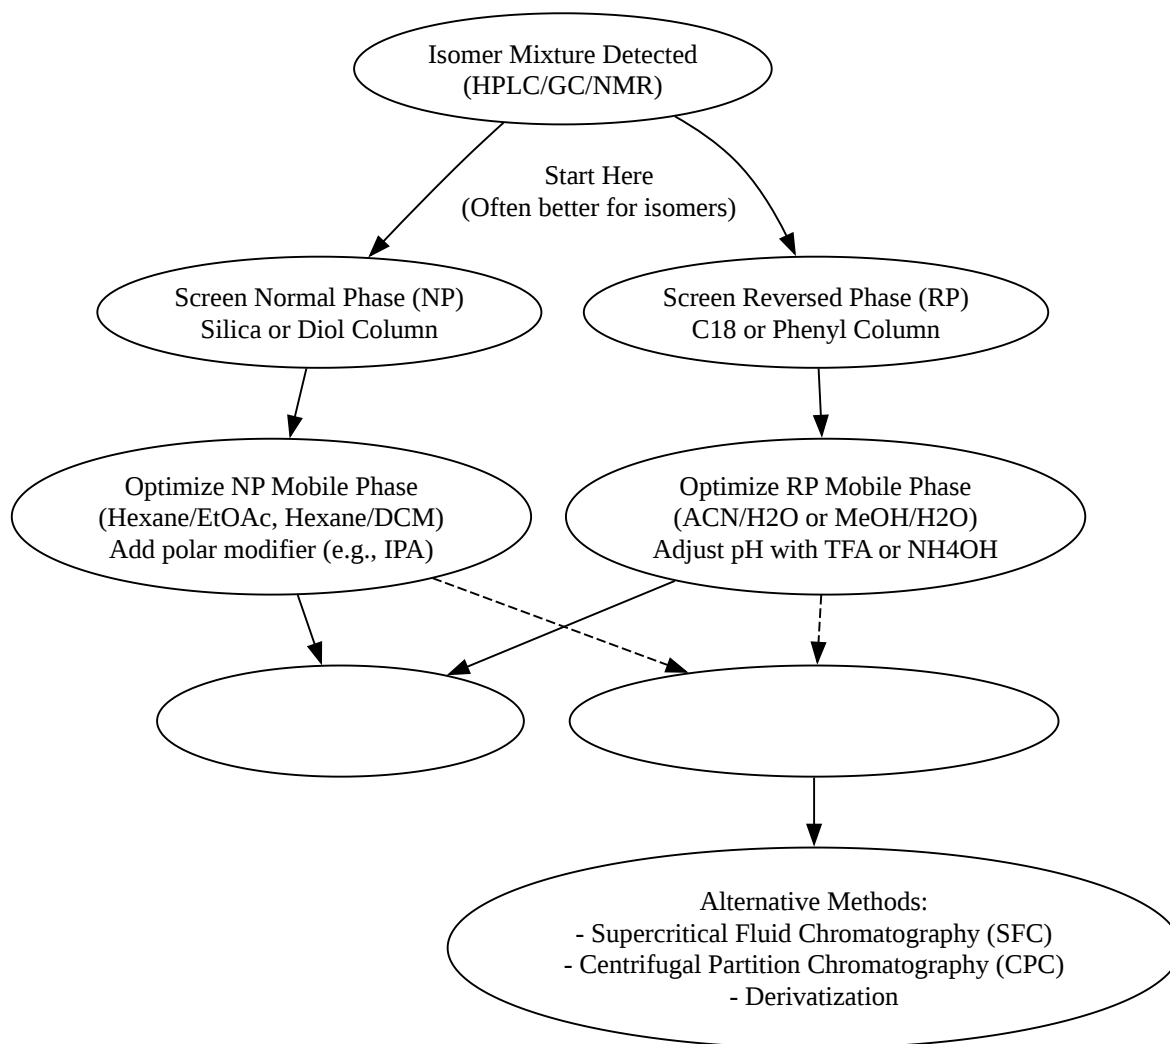 Isomer Mixture Detected
(HPLC/GC/NMR)
Start Here
(Often better for isomers)
Screen Normal Phase (NP)
Silica or Diol Column
Screen Reversed Phase (RP)
C18 or Phenyl Column
Optimize NP Mobile Phase
(Hexane/EtOAc, Hexane/DCM)
Add polar modifier (e.g., IPA)
Optimize RP Mobile Phase
(ACN/H2O or MeOH/H2O)
Adjust pH with TFA or NH4OH
Alternative Methods:
- Supercritical Fluid Chromatography (SFC)
- Centrifugal Partition Chromatography (CPC)
- Derivatization